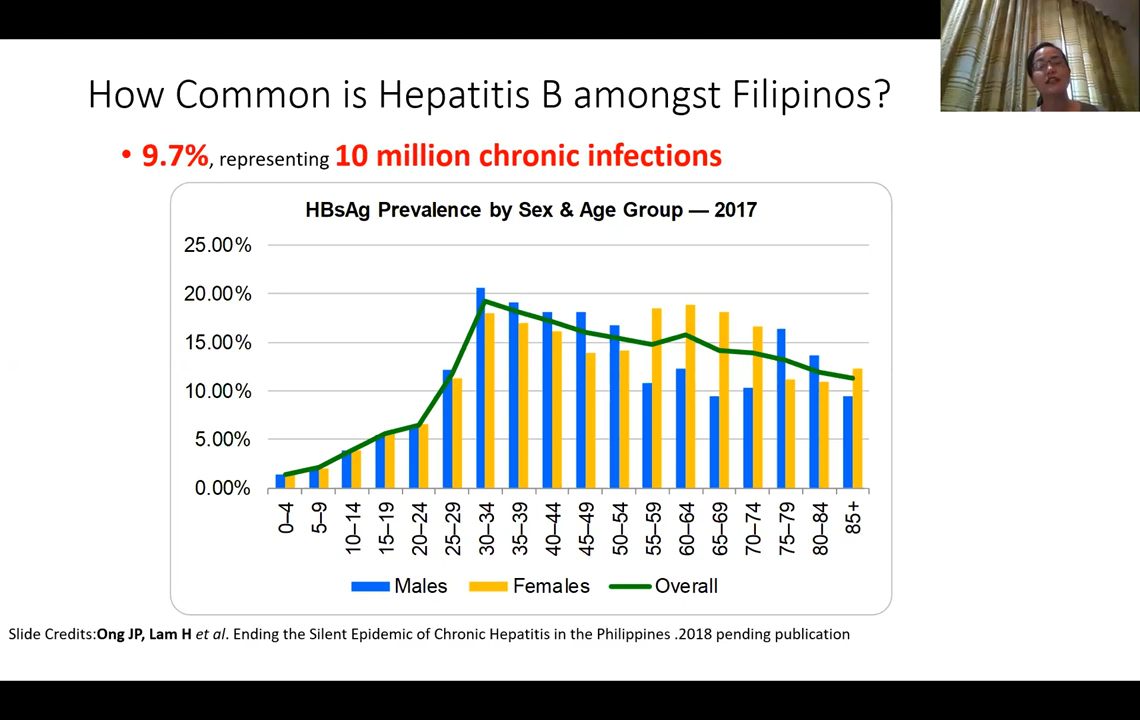 How Common is Hepatitis B amongst Filipinos?
• 9.7%, representing 10 million chronic infections
HBsAg Prevalence by Sex & Age Group — 2017
25.00%
20.00%
15.00%
10.00%
5.00%
0.00%
0–4 5–9 10–14 15–19 20–24 25–29 30–34 35–39 40–44 45–49 50–54 55–59 60–64 65–69 70–74 75–79 80–84 85+
Males Females Overall
Slide Credits:Ong JP, Lam H et al. Ending the Silent Epidemic of Chronic Hepatitis in the Philippines .2018 pending publication